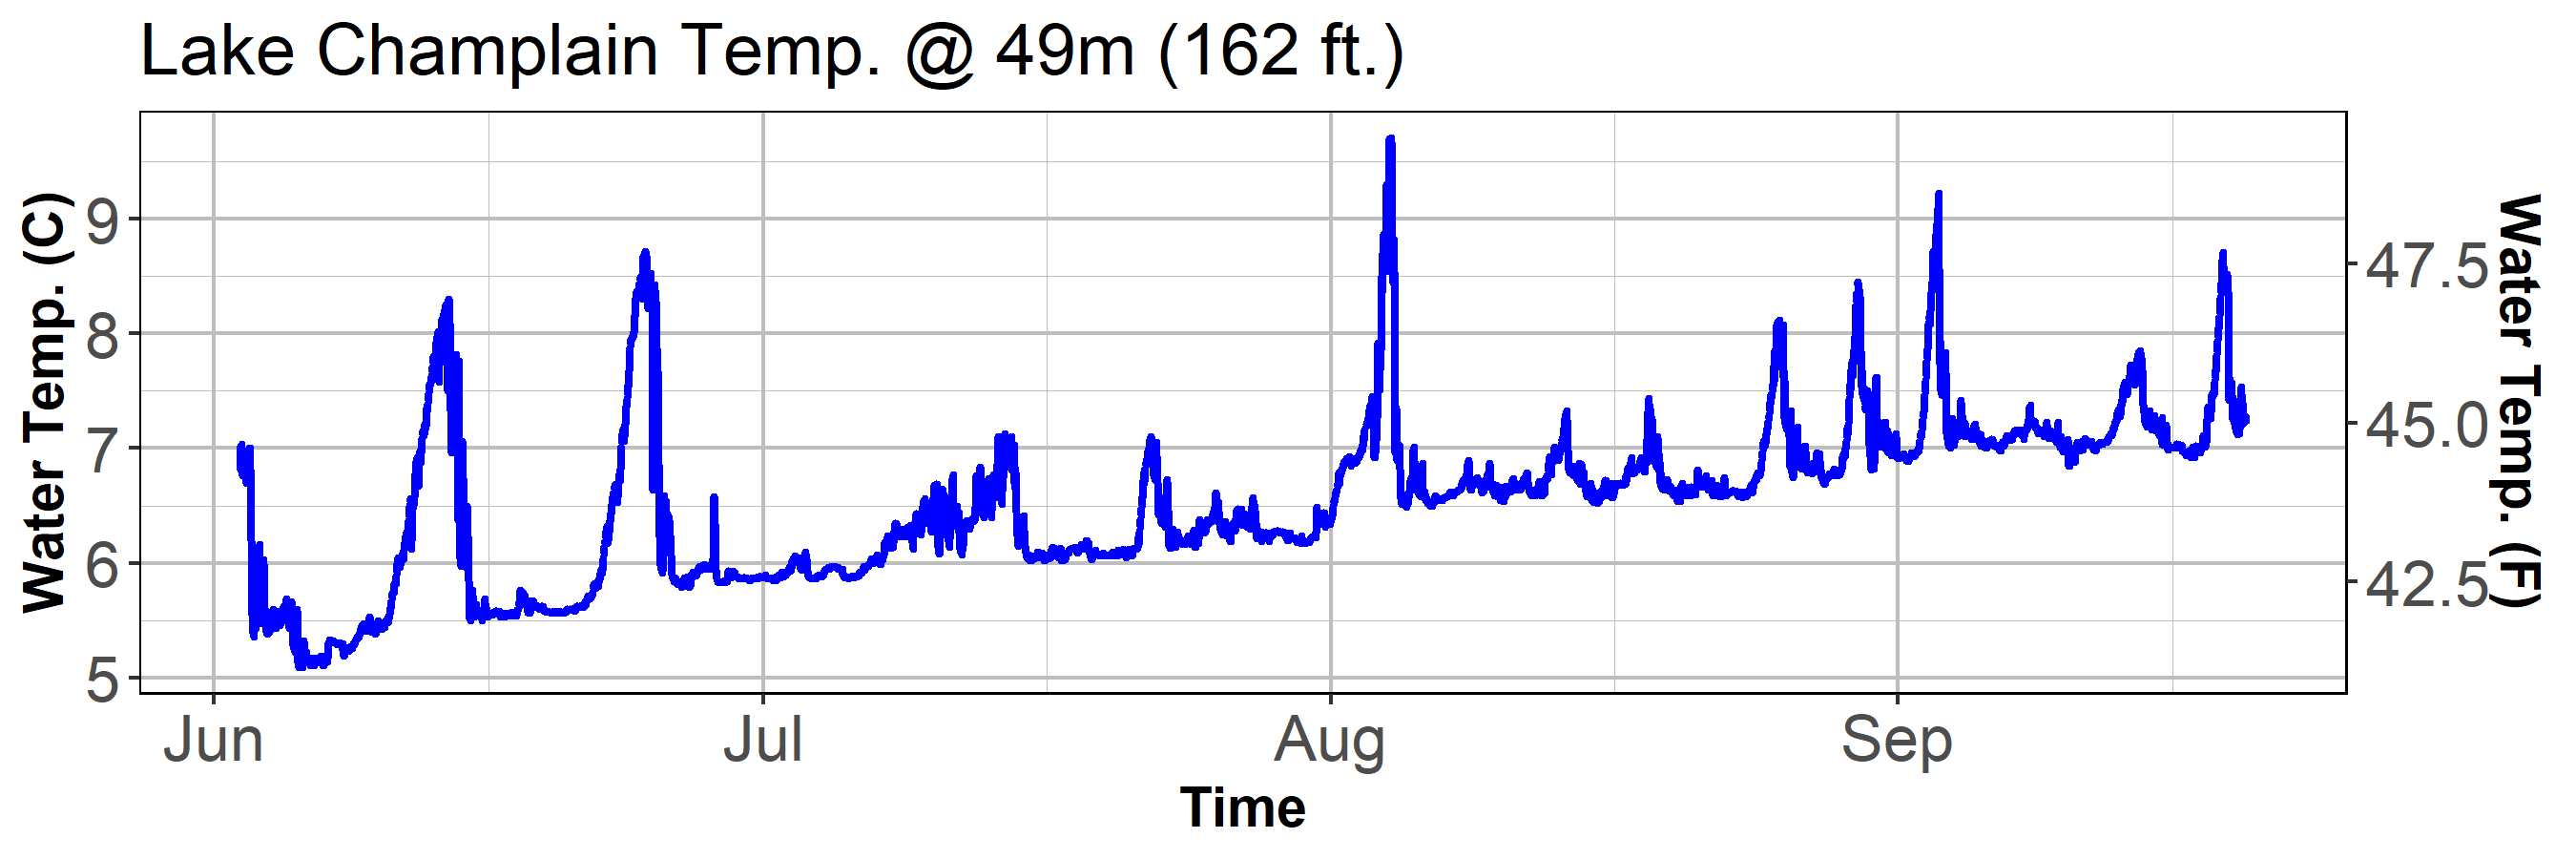 Lake Champlain Temp. @ 49m (162 ft.)
Water Temp. (C)
9
8
7
6
5
47.5
45.0
42.5
Water Temp. (F)
Jun Jul Aug Sep
Time